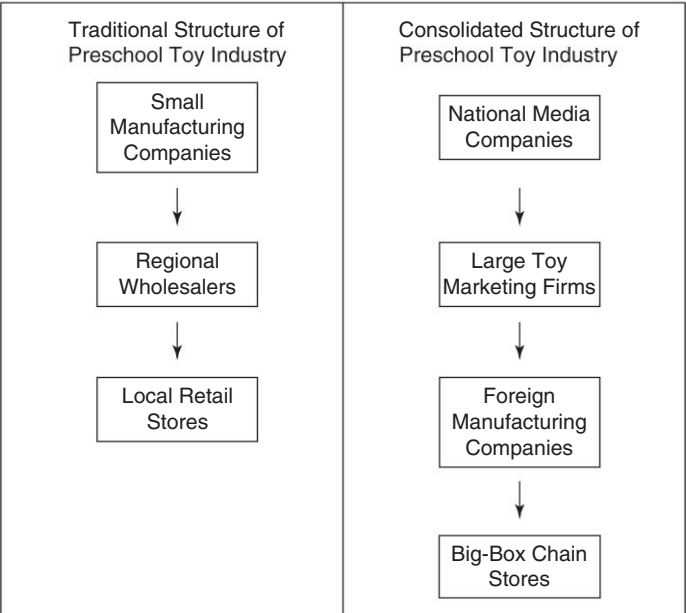 Traditional Structure of
Preschool Toy Industry
Small
Manufacturing
Companies
Regional
Wholesalers
Local Retail
Stores
Consolidated Structure of
Preschool Toy Industry
National Media
Companies
Large Toy
Marketing Firms
Foreign
Manufacturing
Companies
Big-Box Chain
Stores